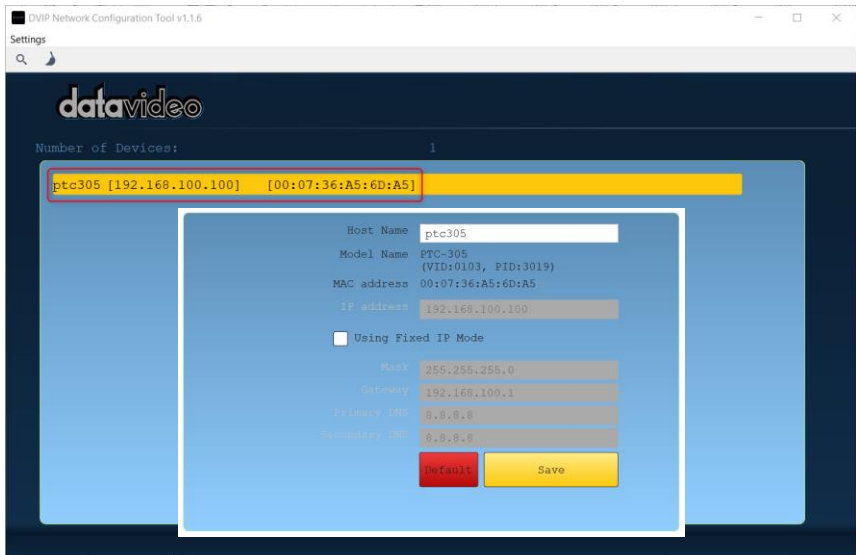 DVIP Network Configuration Tool v1.1.6
Settings
datavideo
Number of Devices: 1
ptc305 [192.168.100.100] [00:07:36:A5:6D:A5]
Host Name ptc305
Model Name PTC-305
(VID:0103, PID:3019)
MAC address 00:07:36:A5:6D:A5
IP address 192.168.100.100
Using Fixed IP Mode
Mask 255.255.255.0
Gateway 192.168.100.1
Primary DNS 8.8.8.8
Secondary DNS 8.8.8.8
Default Save